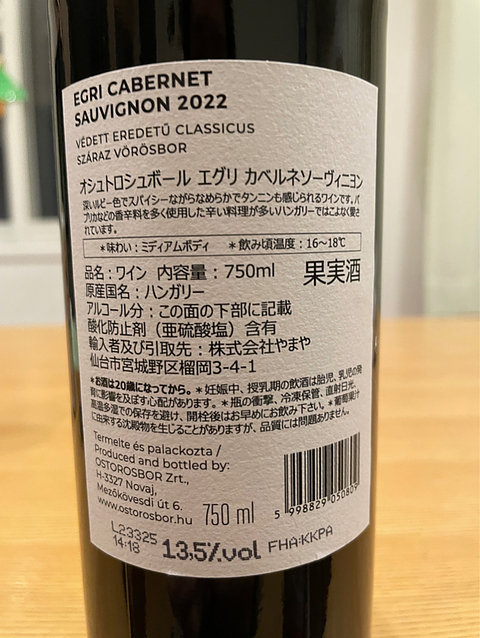 EGRI CABERNET
SAUVIGNON 2022
VÉDETT EREDETŰ CLASSICUS
SZÁRAZ VÖRÖSBOR
オシュトロシュボール エグリ カベルネソーヴィニヨン
深いルビー色でスパイシーながらなめらかでタンニンも感じられるワインです。パ
プリカなどの香辛料を多く使用した辛い料理が多いハンガリーではこよなく愛さ
れています。
*味わい：ミディアムボディ *飲み頃温度：16～18℃
品名：ワイン 内容量：750ml 果実酒
原産国名：ハンガリー
アルコール分：この面の下部に記載
酸化防止剤（亜硫酸塩）含有
輸入者及び引取先：株式会社やまや
仙台市宮城野区榴岡3-4-1
*お酒は20歳になってから。*妊娠中、授乳期の飲酒は胎児、乳児の発
育に影響を及ぼす心配があります。*瓶の衝撃、冷凍保管、直射日光、
高温多湿での保存を避け、開栓後はお早めにお飲み下さい。*葡萄果汁
に由来する沈殿物を生じることがありますが、品質には問題ありません。
Termelte és palackozta /
Produced and bottled by:
OSTOROSBOR Zrt.,
H-3327 Novaj,
Mezőkövesdi út 6.
www.ostorosbor.hu
750 ml
5 998829 050809
L23325
14:18
13,5%vol
FHA:KKPA